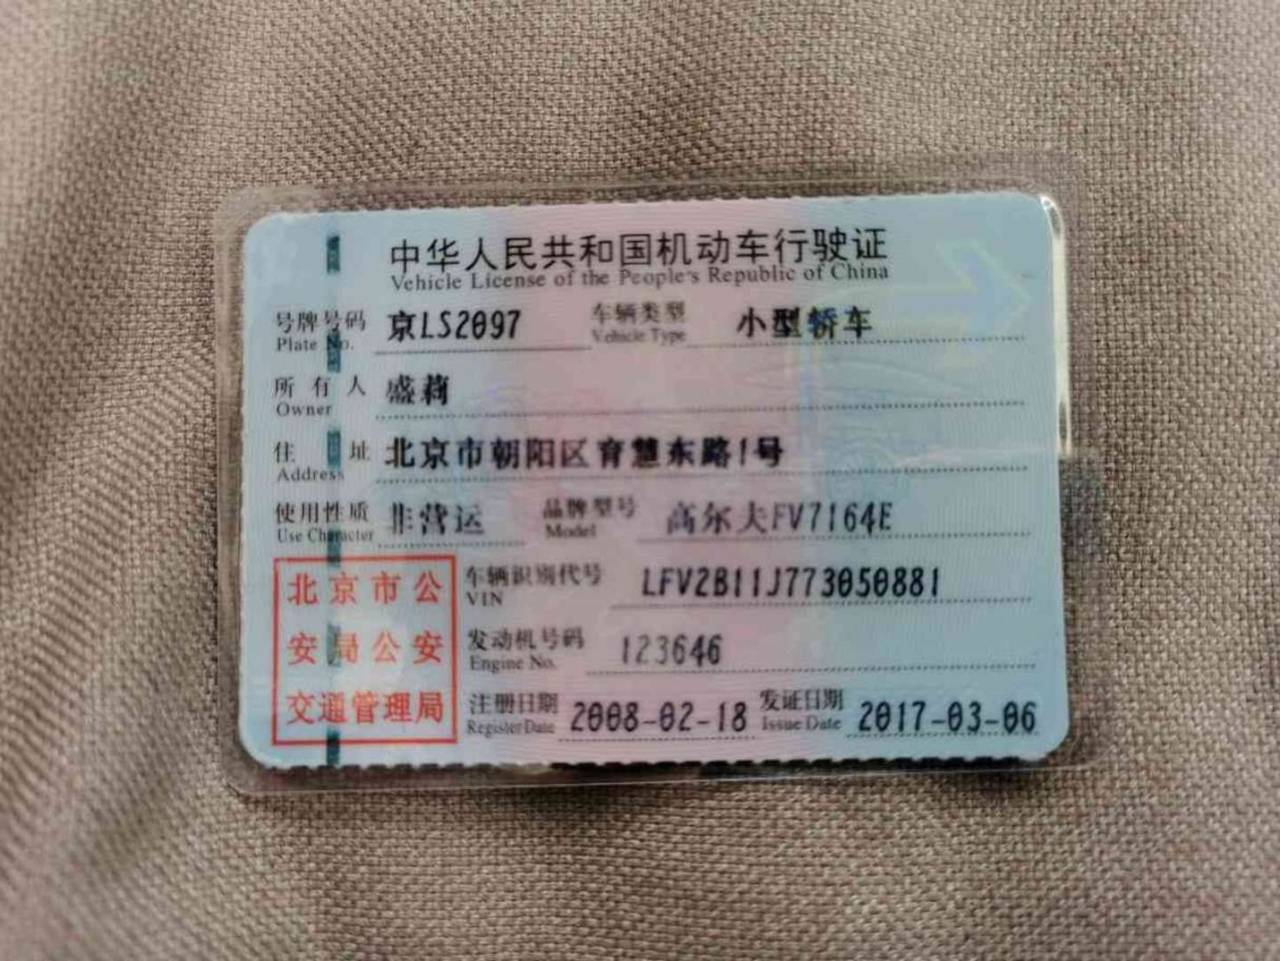 中华人民共和国机动车行驶证
Vehicle License of the People's Republic of China
号牌号码 京LS2097 车辆类型 小型轿车
Plate No. Vehicle Type
所有人 盛莉
Owner
住址 北京市朝阳区育慧东路1号
Address
使用性质 非营运 品牌型号 高尔夫FV7164E
Use Character Model
北京市公 车辆识别代号 LFV2B11J773050881
VIN
安局公安 发动机号码 123646
Engine No.
交通管理局 注册日期 2008-02-18 发证日期 2017-03-06
Register Date Issue Date